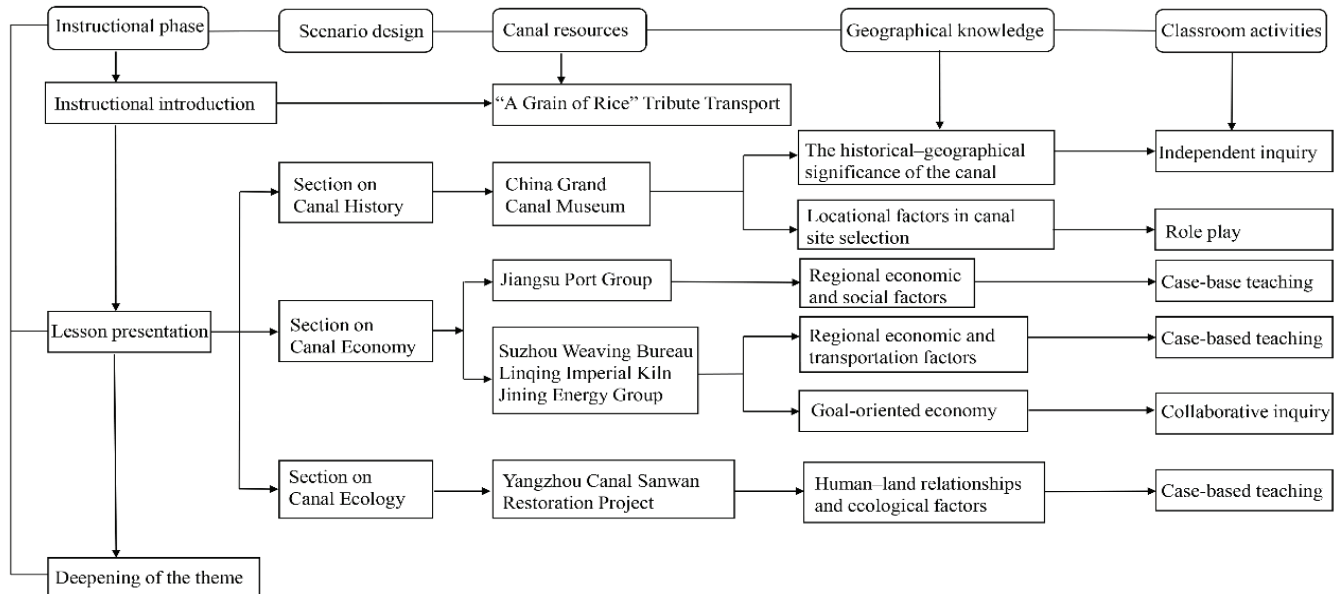 Instructional phase
Scenario design
Canal resources
Geographical knowledge
Classroom activities
Instructional introduction
“A Grain of Rice” Tribute Transport
The historical–geographical
significance of the canal
Independent inquiry
Section on
Canal History
China Grand
Canal Museum
Locational factors in canal
site selection
Role play
Jiangsu Port Group
Regional economic
and social factors
Case-base teaching
Lesson presentation
Section on
Canal Economy
Suzhou Weaving Bureau
Linqing Imperial Kiln
Jining Energy Group
Regional economic and
transportation factors
Case-based teaching
Goal-oriented economy
Collaborative inquiry
Section on
Canal Ecology
Yangzhou Canal Sanwan
Restoration Project
Human–land relationships
and ecological factors
Case-based teaching
Deepening of the theme